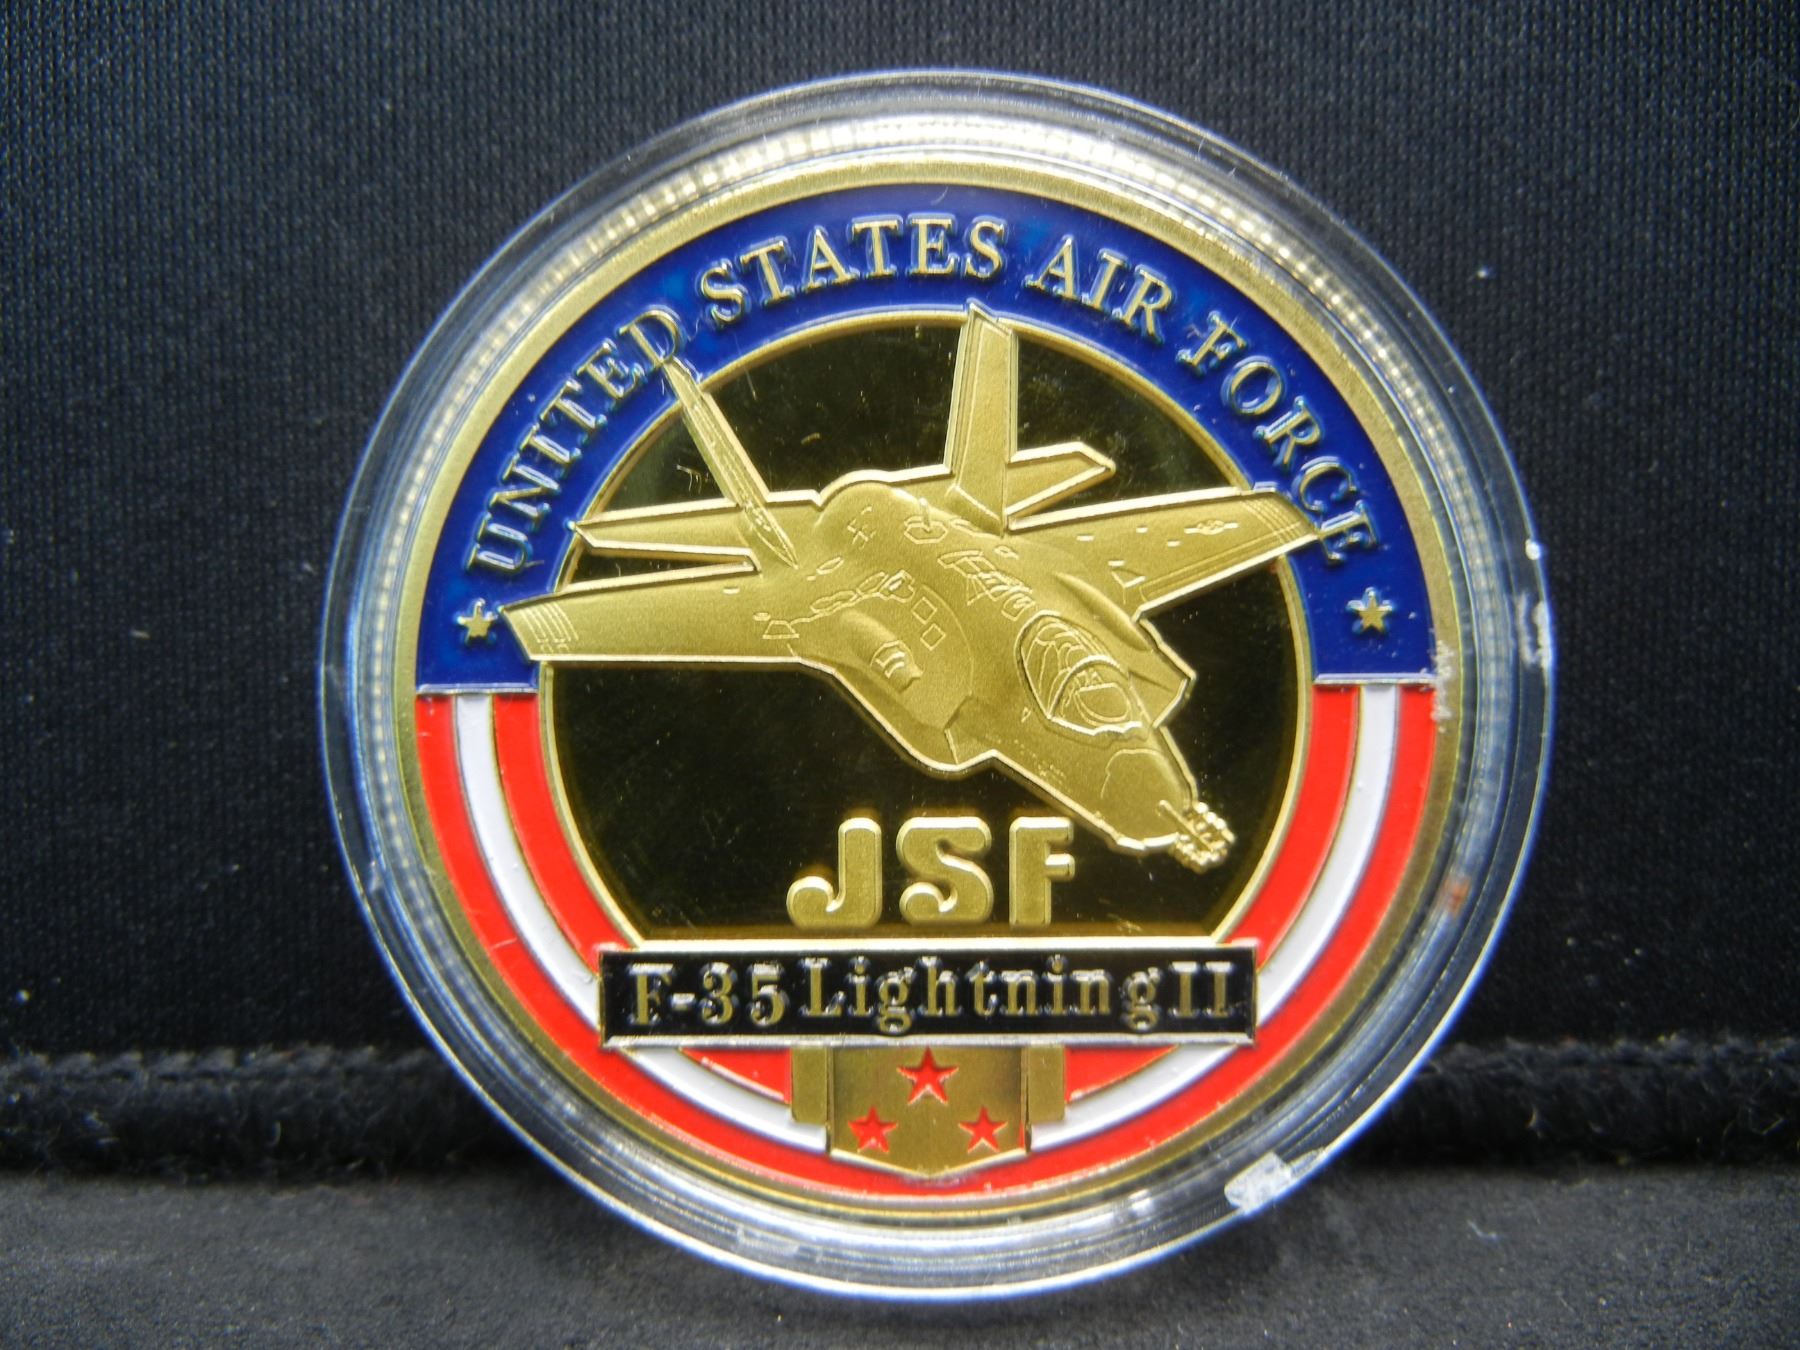 UNITED STATES AIR FORCE
JSF
F-35 Lightning II